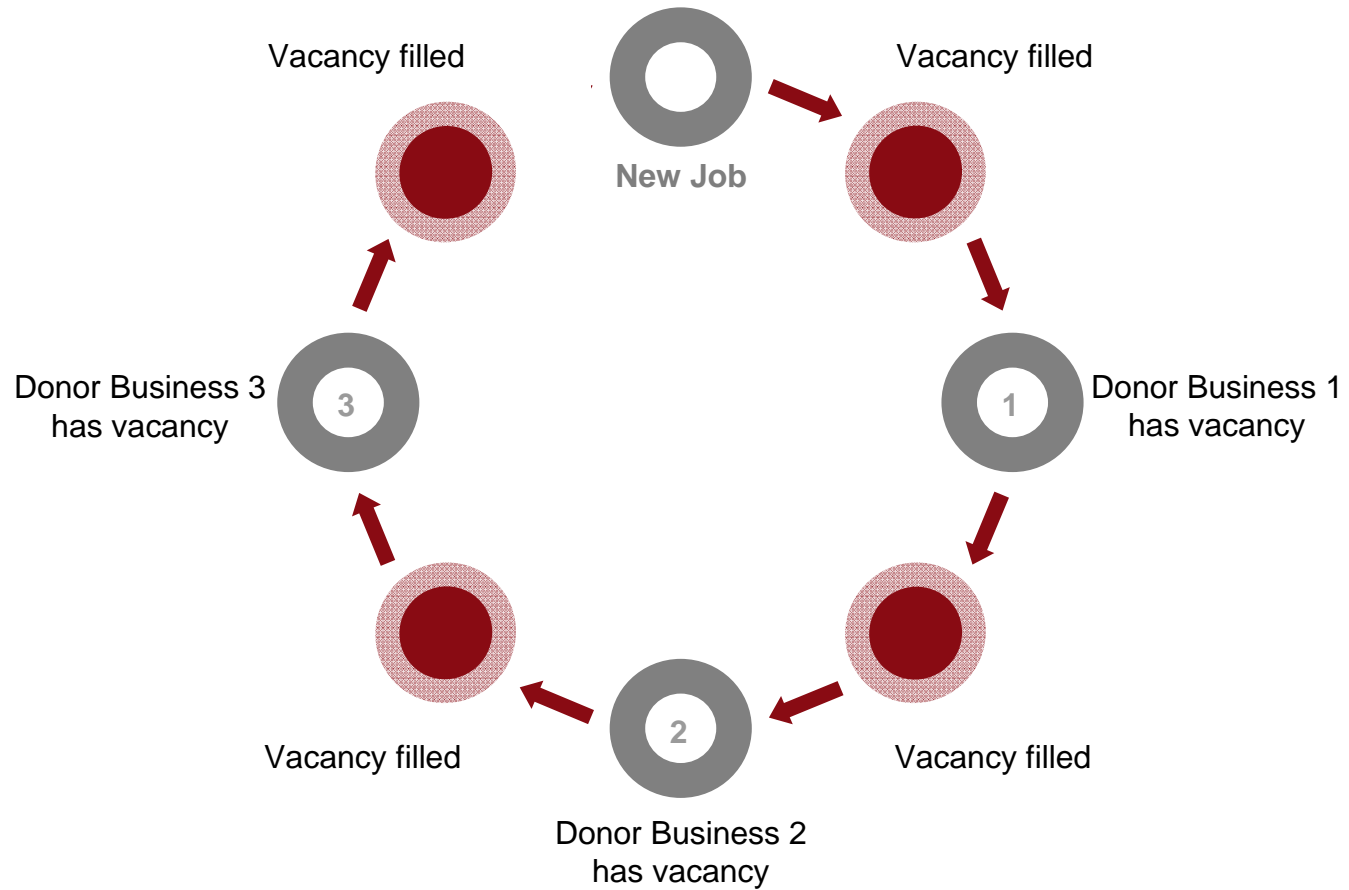 Vacancy filled
Vacancy filled
New Job
Donor Business 3
has vacancy
3
1
Donor Business 1
has vacancy
2
Vacancy filled
Vacancy filled
Donor Business 2
has vacancy